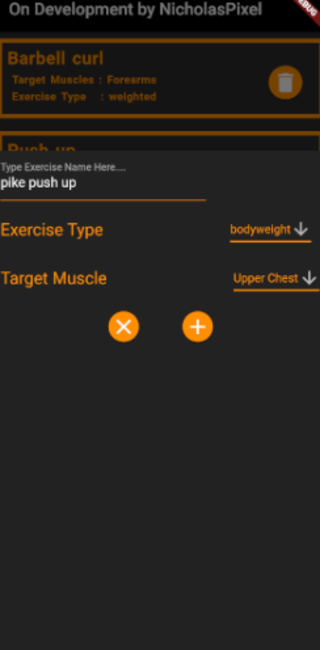 On Development by NicholasPixel
Barbell curl
Target Muscles : Forearms
Exercise Type : weighted
Push up
Type Exercise Name Here....
pike push up
Exercise Type
bodyweight
Target Muscle
Upper Chest